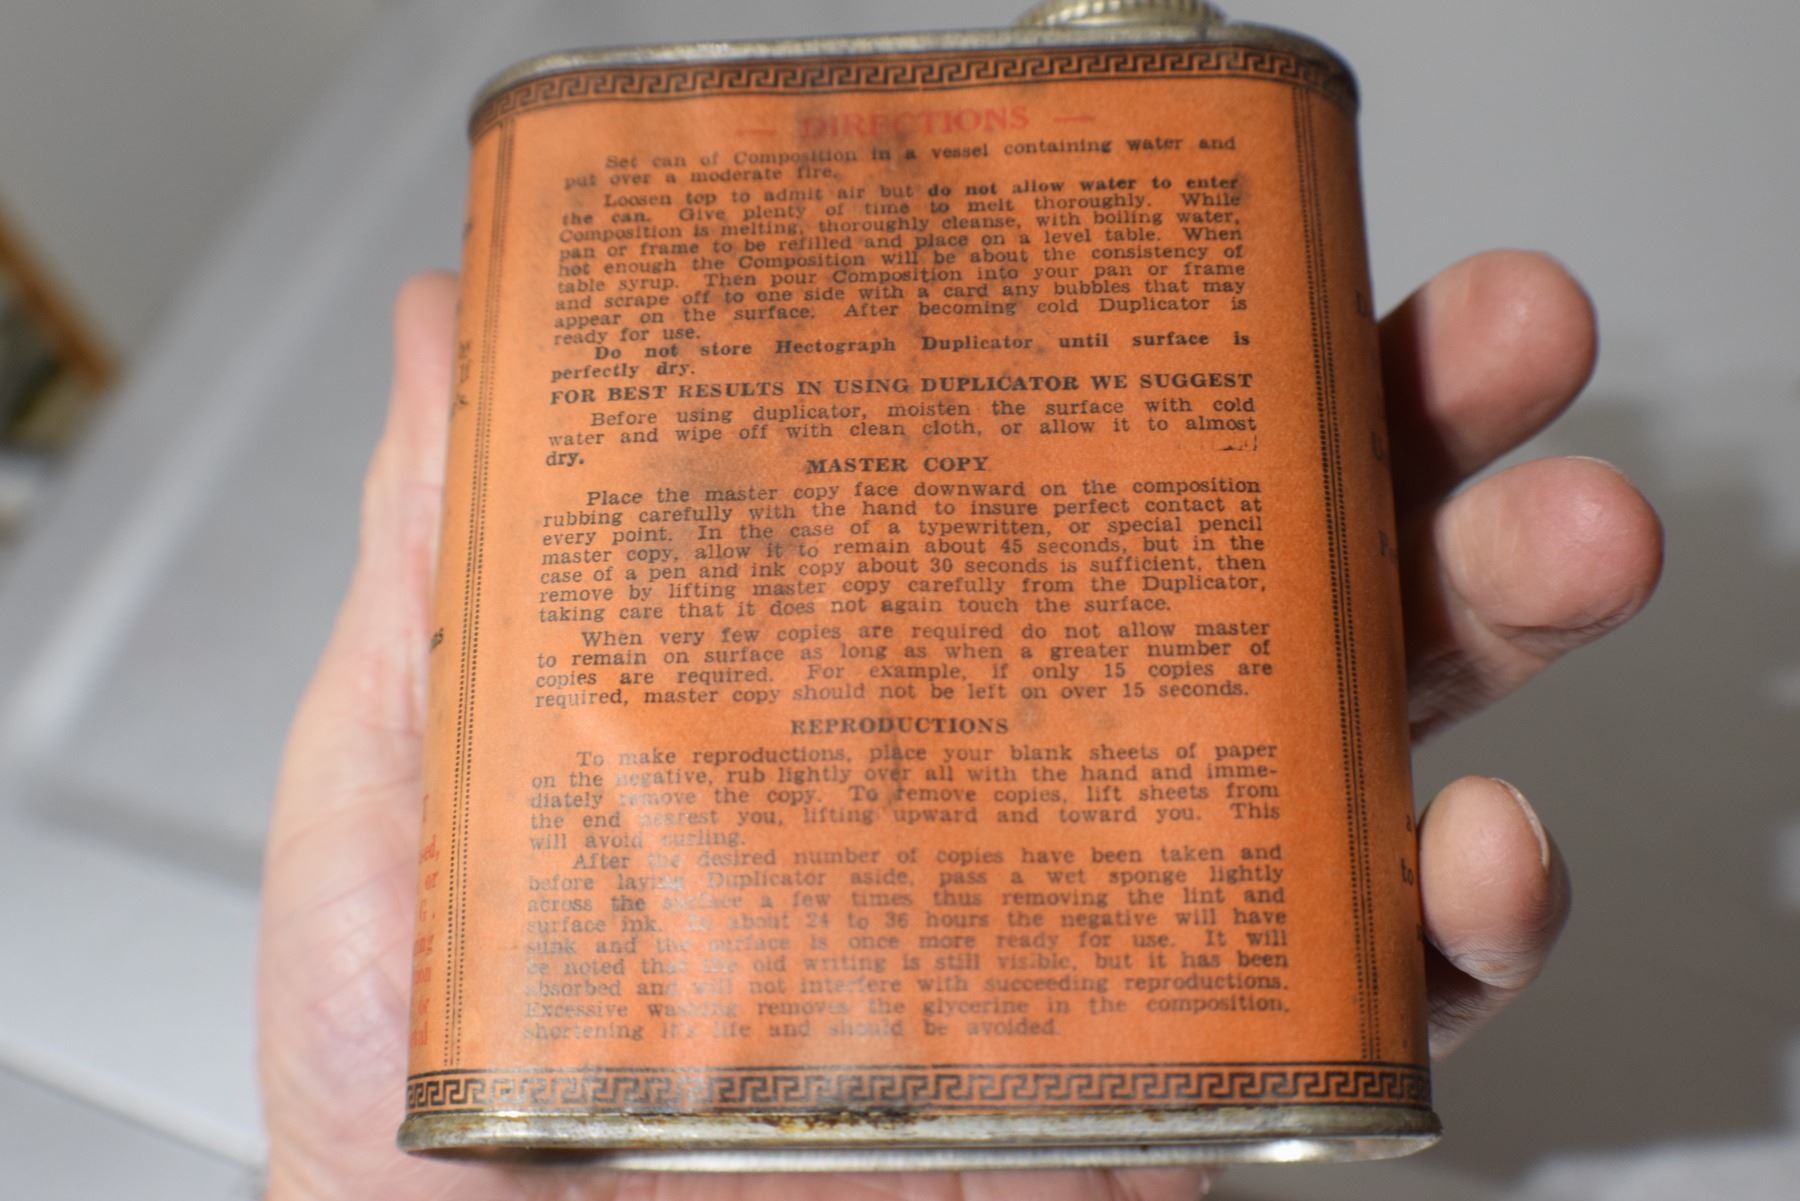 — DIRECTIONS —
Set can of Composition in a vessel containing water and
put over a moderate fire.
Loosen top to admit air but do not allow water to enter
the can. Give plenty of time to melt thoroughly. While
Composition is melting, thoroughly cleanse, with boiling water,
pan or frame to be refilled and place on a level table. When
hot enough the Composition will be about the consistency of
table syrup. Then pour Composition into your pan or frame
and scrape off to one side with a card any bubbles that may
appear on the surface. After becoming cold Duplicator is
ready for use.
Do not store Hectograph Duplicator until surface is
perfectly dry.
FOR BEST RESULTS IN USING DUPLICATOR WE SUGGEST
Before using duplicator, moisten the surface with cold
water and wipe off with clean cloth, or allow it to almost
dry.
MASTER COPY
Place the master copy face downward on the composition
rubbing carefully with the hand to insure perfect contact at
every point. In the case of a typewritten, or special pencil
master copy, allow it to remain about 45 seconds, but in the
case of a pen and ink copy about 30 seconds is sufficient, then
remove by lifting master copy carefully from the Duplicator,
taking care that it does not again touch the surface.
When very few copies are required do not allow master
to remain on surface as long as when a greater number of
copies are required. For example, if only 15 copies are
required, master copy should not be left on over 15 seconds.
REPRODUCTIONS
To make reproductions, place your blank sheets of paper
on the negative, rub lightly over all with the hand and imme-
diately remove the copy. To remove copies, lift sheets from
the end nearest you, lifting upward and toward you. This
will avoid curling.
After the desired number of copies have been taken and
before laying Duplicator aside, pass a wet sponge lightly
across the surface a few times thus removing the lint and
surface ink. In about 24 to 36 hours the negative will have
sunk and the surface is once more ready for use. It will
be noted that the old writing is still visible, but it has been
absorbed and will not interfere with succeeding reproductions.
Excessive washing removes the glycerine in the composition,
shortening it's life and should be avoided.